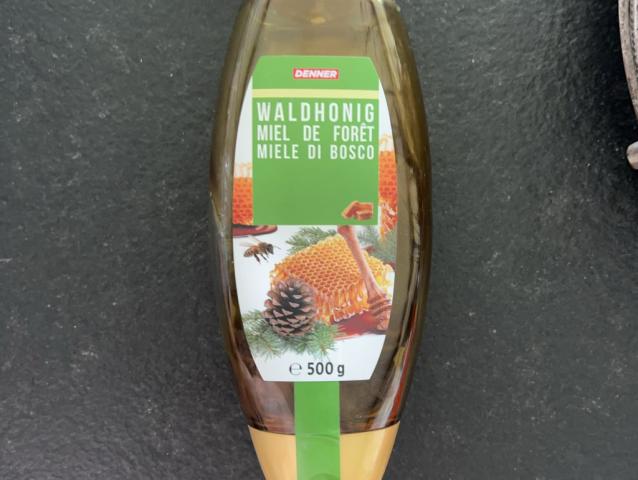 DENNER
WALDHONIG
MIEL DE FORÊT
MIELE DI BOSCO
℮ 500 g